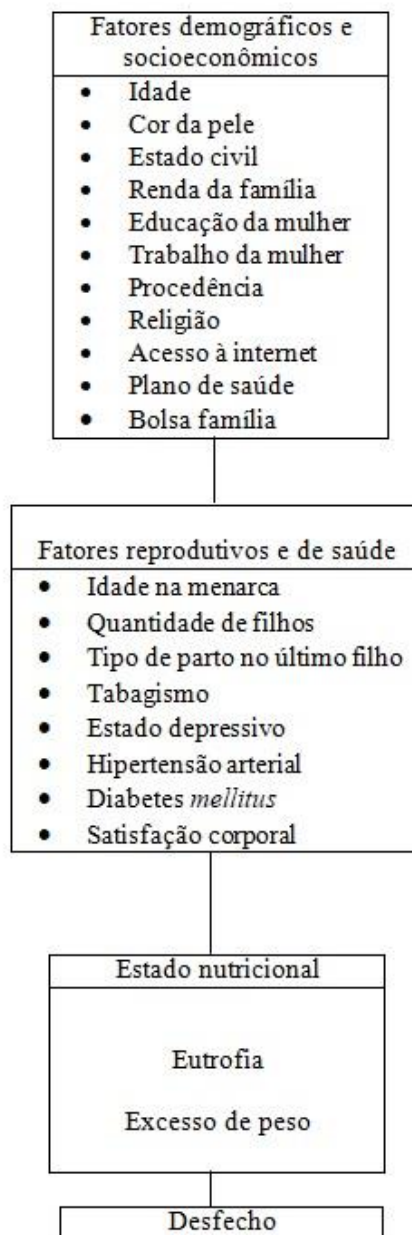 Fatores demográficos e
socioeconômicos
• Idade
• Cor da pele
• Estado civil
• Renda da família
• Educação da mulher
• Trabalho da mulher
• Procedência
• Religião
• Acesso à internet
• Plano de saúde
• Bolsa família
Fatores reprodutivos e de saúde
• Idade na menarca
• Quantidade de filhos
• Tipo de parto no último filho
• Tabagismo
• Estado depressivo
• Hipertensão arterial
• Diabetes mellitus
• Satisfação corporal
Estado nutricional
Eutrofia
Excesso de peso
Desfecho